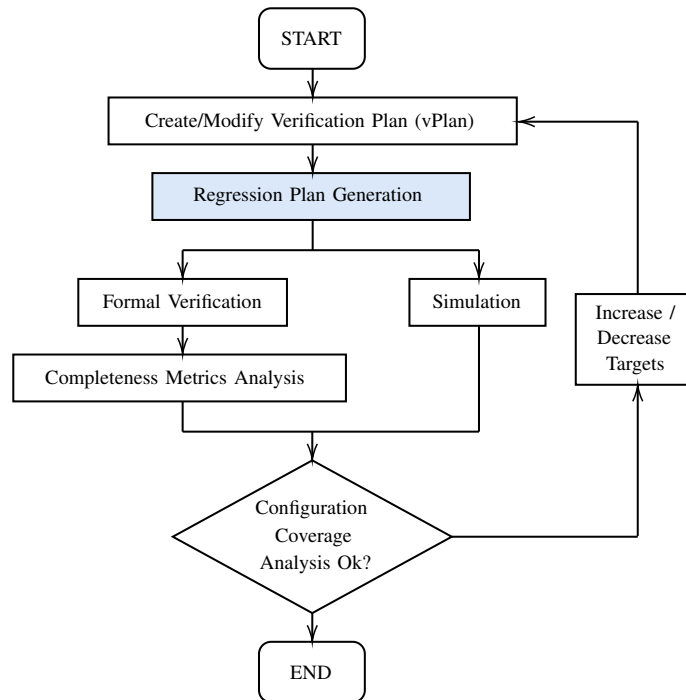 START
Create/Modify Verification Plan (vPlan)
Regression Plan Generation
Formal Verification
Simulation
Increase /
Decrease
Targets
Completeness Metrics Analysis
Configuration
Coverage
Analysis Ok?
END